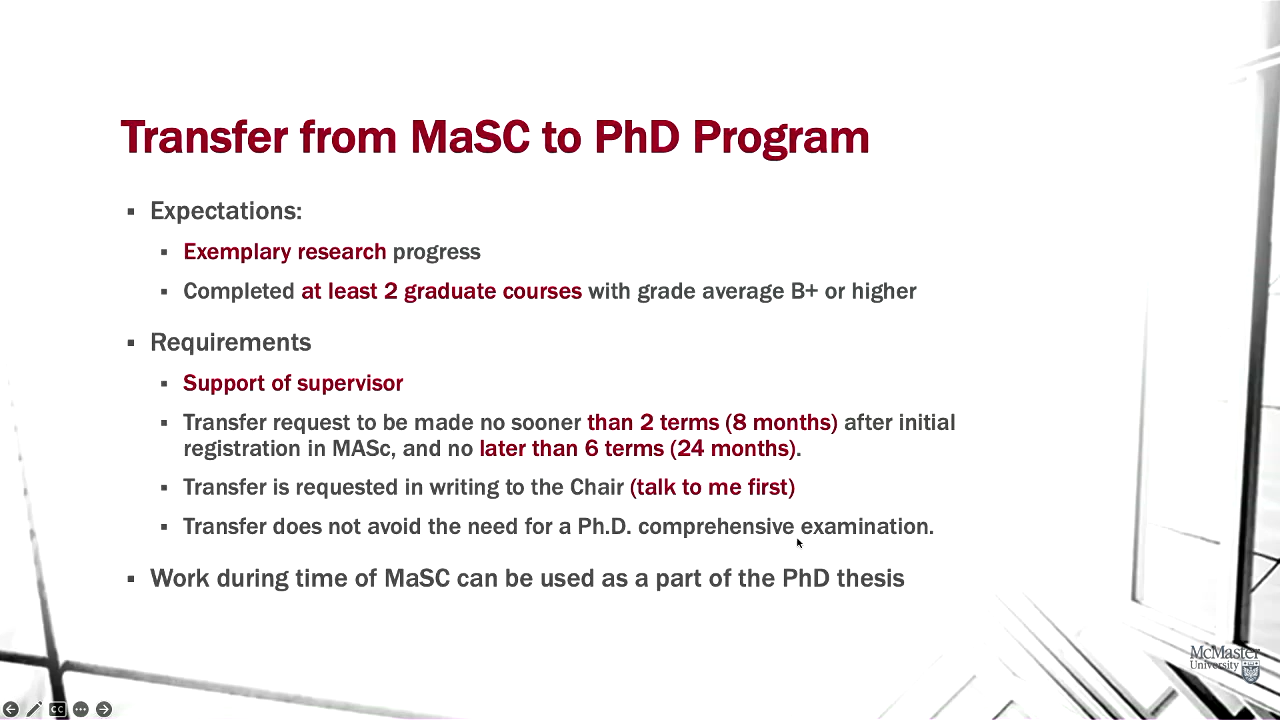 Transfer from MaSC to PhD Program
▪ Expectations:
▪ Exemplary research progress
▪ Completed at least 2 graduate courses with grade average B+ or higher
▪ Requirements
▪ Support of supervisor
▪ Transfer request to be made no sooner than 2 terms (8 months) after initial
registration in MASc, and no later than 6 terms (24 months).
▪ Transfer is requested in writing to the Chair (talk to me first)
▪ Transfer does not avoid the need for a Ph.D. comprehensive examination.
▪ Work during time of MaSC can be used as a part of the PhD thesis
McMaster
University
CC